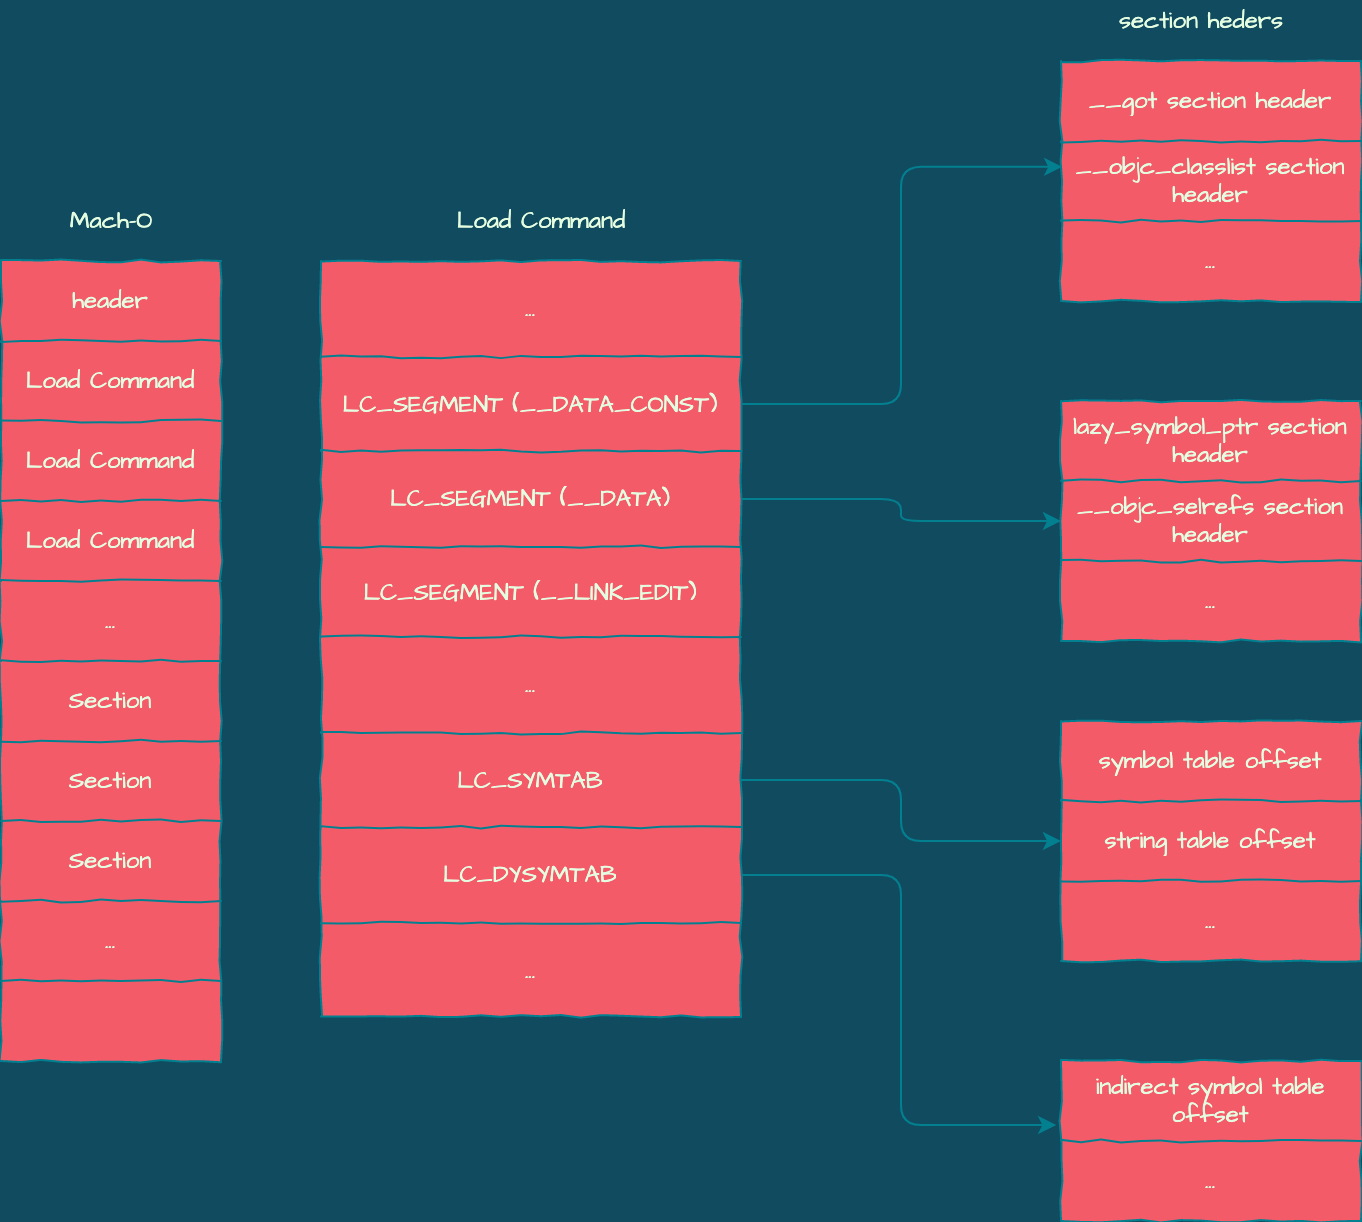 section heders
__got section header
__objc_classlist section
header
...
Mach-O
header
Load Command
Load Command
Load Command
...
Section
Section
Section
...
Load Command
...
LC_SEGMENT (__DATA_CONST)
LC_SEGMENT (__DATA)
LC_SEGMENT (__LINK_EDIT)
...
LC_SYMTAB
LC_DYSYMTAB
...
lazy_symbol_ptr section
header
__objc_selrefs section
header
...
symbol table offset
string table offset
...
indirect symbol table
offset
...